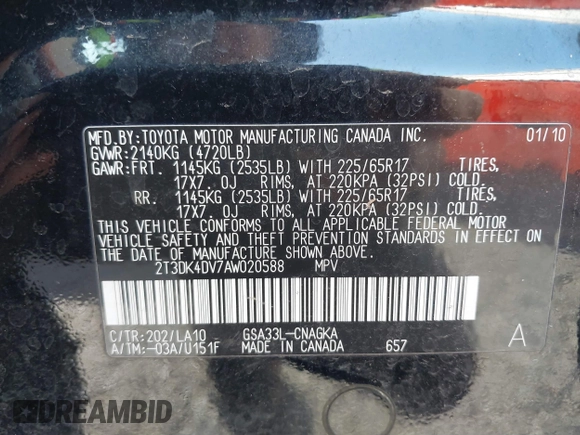 MFD.BY:TOYOTA MOTOR MANUFACTURING CANADA INC. 01/10
GVWR:2140KG (4720LB)
GAWR:FRT. 1145KG (2535LB) WITH 225/65R17 TIRES,
17X7.0J RIMS, AT 220KPA (32PSI) COLD.
RR. 1145KG (2535LB) WITH 225/65R17 TIRES,
17X7.0J RIMS, AT 220KPA (32PSI) COLD.
THIS VEHICLE CONFORMS TO ALL APPLICABLE FEDERAL MOTOR
VEHICLE SAFETY AND THEFT PREVENTION STANDARDS IN EFFECT ON
THE DATE OF MANUFACTURE SHOWN ABOVE.
2T3DK4DV7AW020588 MPV
C/TR:202/LA10 GSA33L-CNAGKA A
A/TM:-03A/U151F MADE IN CANADA 657
DREAMBID